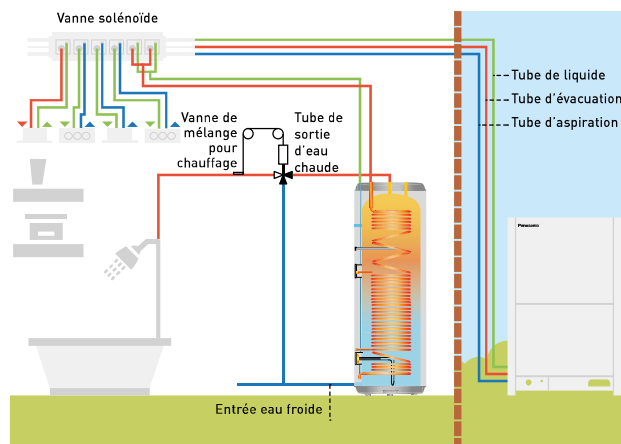 Vanne solénoïde
Tube de liquide
Tube d'évacuation
Tube d'aspiration
Vanne de
mélange
pour
chauffage
Tube de
sortie
d'eau
chaude
Panasonic
Entrée eau froide